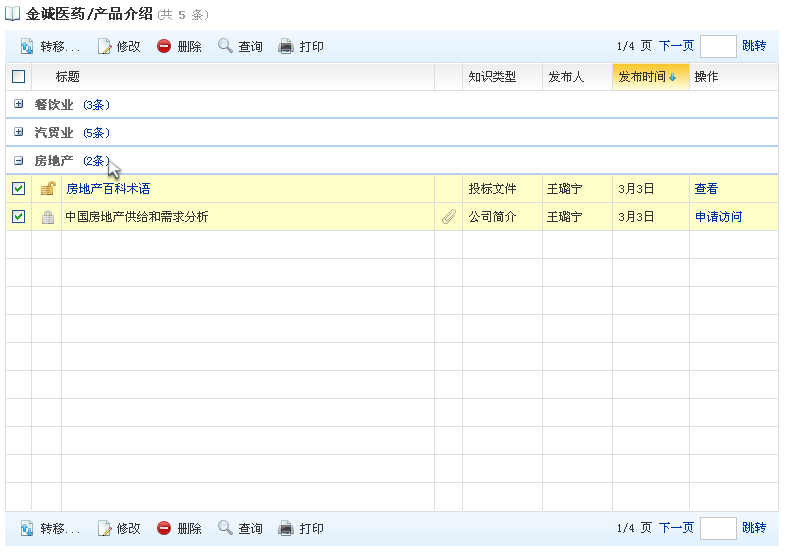 金诚医药/产品介绍 (共 5 条)
转移... 修改 删除 查询 打印 1/4 页 下一页 跳转
标题 知识类型 发布人 发布时间 操作
餐饮业 (3条)
汽贸业 (5条)
房地产 (2条)
房地产百科术语 投标文件 王璐宁 3月3日 查看
中国房地产供给和需求分析 公司简介 王璐宁 3月3日 申请访问
转移... 修改 删除 查询 打印 1/4 页 下一页 跳转